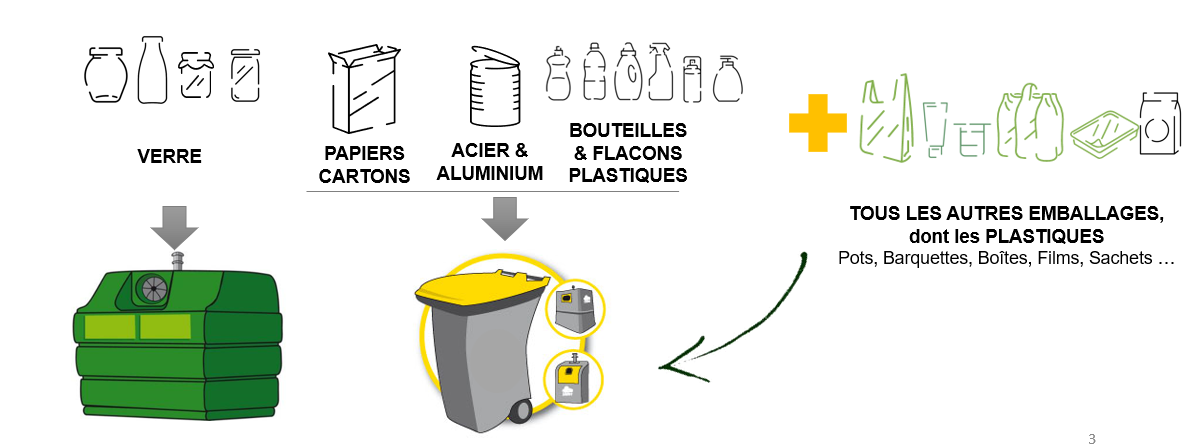 VERRE
PAPIERS
CARTONS
ACIER &
ALUMINIUM
BOUTEILLES
& FLACONS
PLASTIQUES
TOUS LES AUTRES EMBALLAGES,
dont les PLASTIQUES
Pots, Barquettes, Boîtes, Films, Sachets …
3